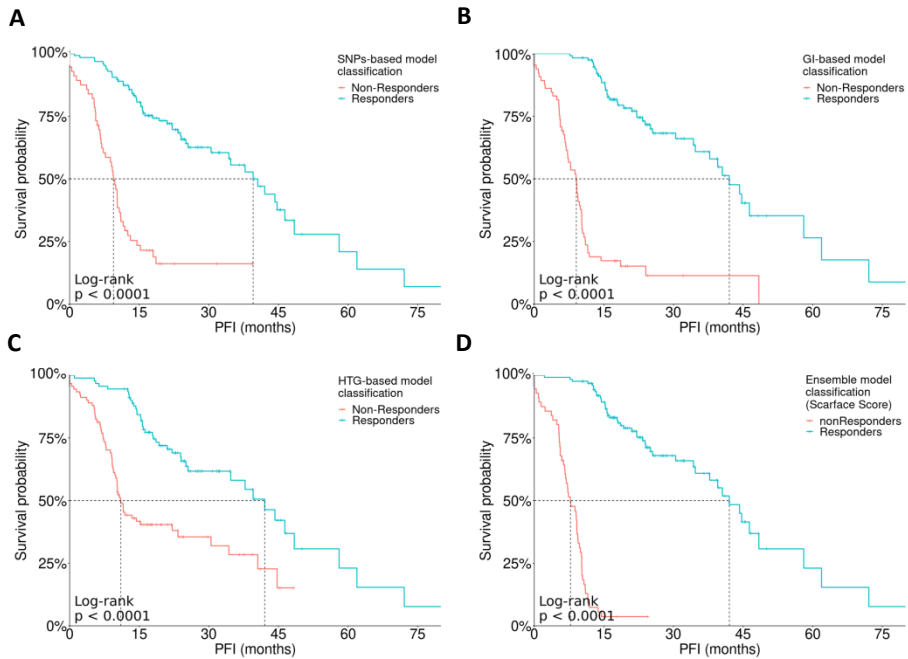 A
SNPs-based model
classification
Non-Responders
Responders
100%
75%
50%
25%
0%
Survival probability
Log-rank
p < 0.0001
0 15 30 45 60 75
PFI (months)
B
GI-based model
classification
Non-Responders
Responders
100%
75%
50%
25%
0%
Survival probability
Log-rank
p < 0.0001
0 15 30 45 60 75
PFI (months)
C
HTG-based model
classification
Non-Responders
Responders
100%
75%
50%
25%
0%
Survival probability
Log-rank
p < 0.0001
0 15 30 45 60 75
PFI (months)
D
Ensemble model
classification
(Scarface Score)
nonResponders
Responders
100%
75%
50%
25%
0%
Survival probability
Log-rank
p < 0.0001
0 15 30 45 60 75
PFI (months)